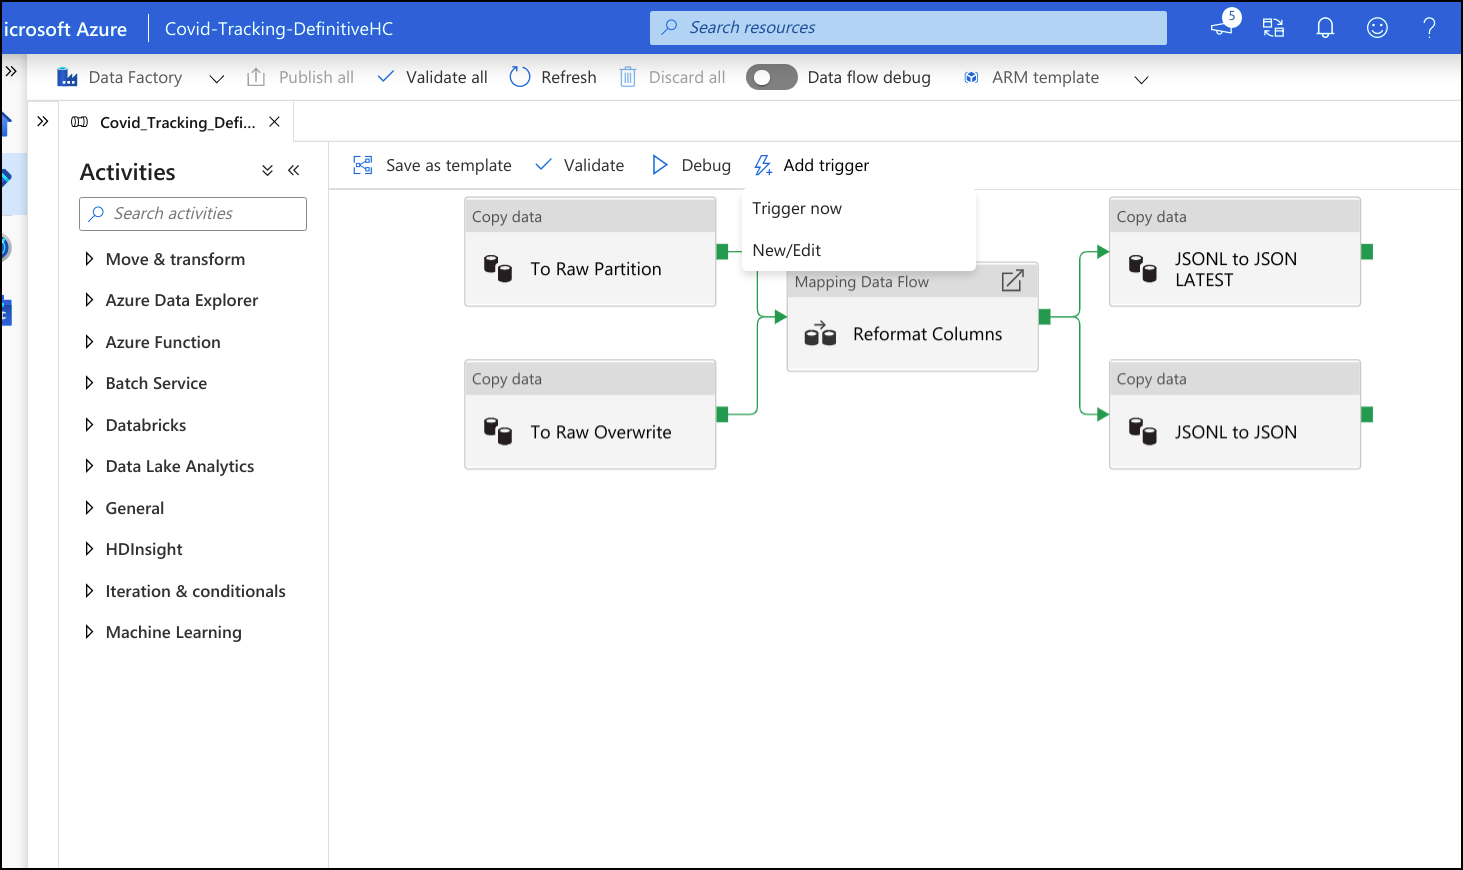 icrosoft Azure
Covid-Tracking-DefinitiveHC
Search resources
5
Data Factory
Publish all
Validate all
Refresh
Discard all
Data flow debug
ARM template
Covid_Tracking_Defi...
Activities
Search activities
Move & transform
Azure Data Explorer
Azure Function
Batch Service
Databricks
Data Lake Analytics
General
HDInsight
Iteration & conditionals
Machine Learning
Save as template
Validate
Debug
Add trigger
Trigger now
New/Edit
Copy data
To Raw Partition
Copy data
To Raw Overwrite
Mapping Data Flow
Reformat Columns
Copy data
JSONL to JSON
LATEST
Copy data
JSONL to JSON